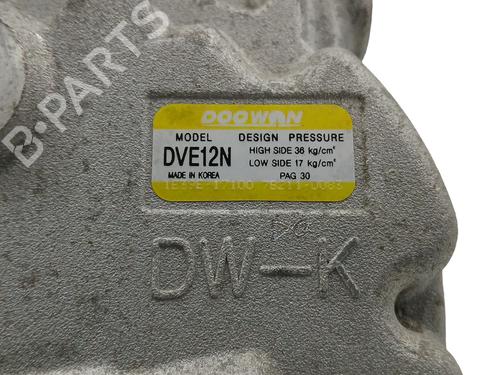 B-PARTS
DOOWON
MODEL DESIGN PRESSURE
DVE12N HIGH SIDE 36 kg/cm²
LOW SIDE 17 kg/cm²
MADE IN KOREA PAG 30
DW-K